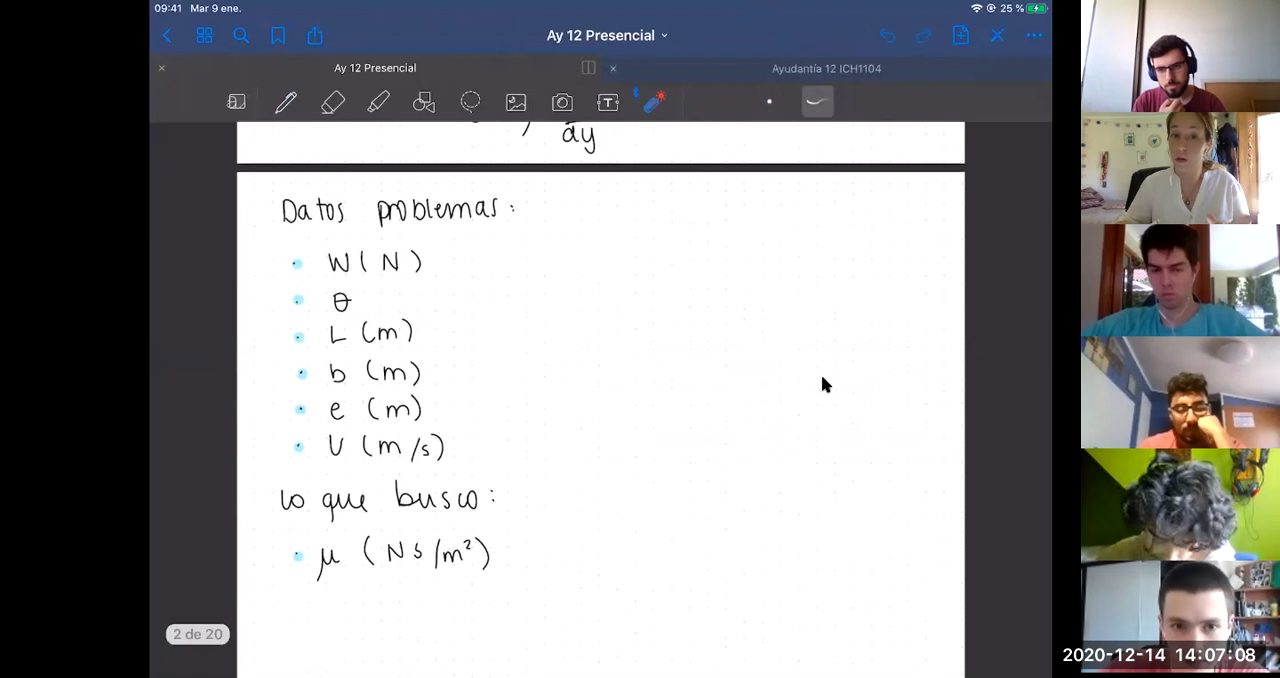 09:41 Mar 9 ene.
25 %
Ay 12 Presencial
Ay 12 Presencial
Ayudantía 12 ICH1104
T
dy
Datos problemas:
W (N)
θ
L (m)
b (m)
e (m)
U (m/s)
lo que busco:
μ (Ns/m²)
2 de 20
2020-12-14 14:07:08